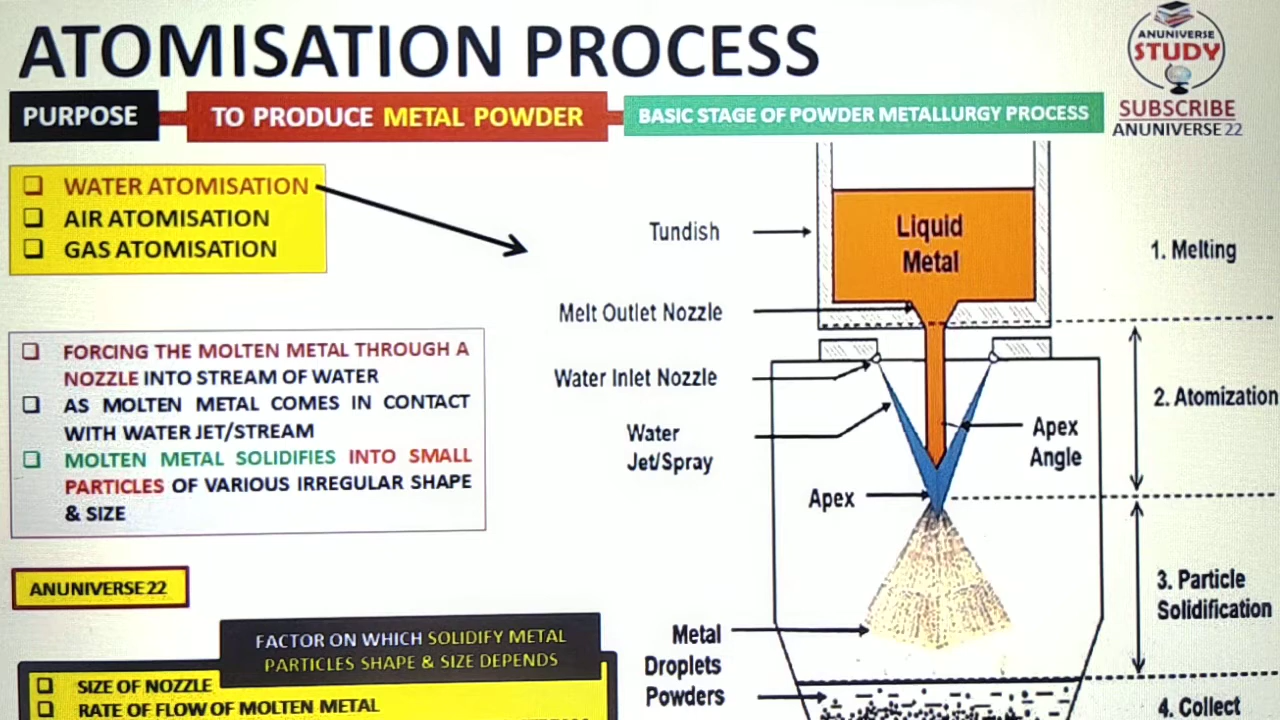 ATOMISATION PROCESS
ANUNIVERSE
STUDY
SUBSCRIBE
ANUNIVERSE 22
PURPOSE
TO PRODUCE METAL POWDER
BASIC STAGE OF POWDER METALLURGY PROCESS
WATER ATOMISATION
AIR ATOMISATION
GAS ATOMISATION
FORCING THE MOLTEN METAL THROUGH A
NOZZLE INTO STREAM OF WATER
AS MOLTEN METAL COMES IN CONTACT
WITH WATER JET/STREAM
MOLTEN METAL SOLIDIFIES INTO SMALL
PARTICLES OF VARIOUS IRREGULAR SHAPE
& SIZE
ANUNIVERSE 22
FACTOR ON WHICH SOLIDIFY METAL
PARTICLES SHAPE & SIZE DEPENDS
SIZE OF NOZZLE
RATE OF FLOW OF MOLTEN METAL
Tundish
Liquid
Metal
1. Melting
Melt Outlet Nozzle
Water Inlet Nozzle
2. Atomization
Water
Jet/Spray
Apex
Angle
Apex
3. Particle
Solidification
Metal
Droplets
Powders
4. Collect